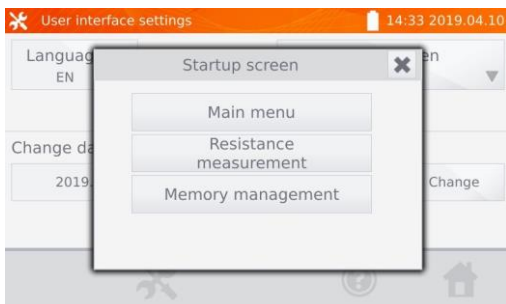 User interface settings 14:33 2019.04.10
Languag
EN
en
Startup screen
Main menu
Resistance
measurement
Memory management
Change da
2019.
Change